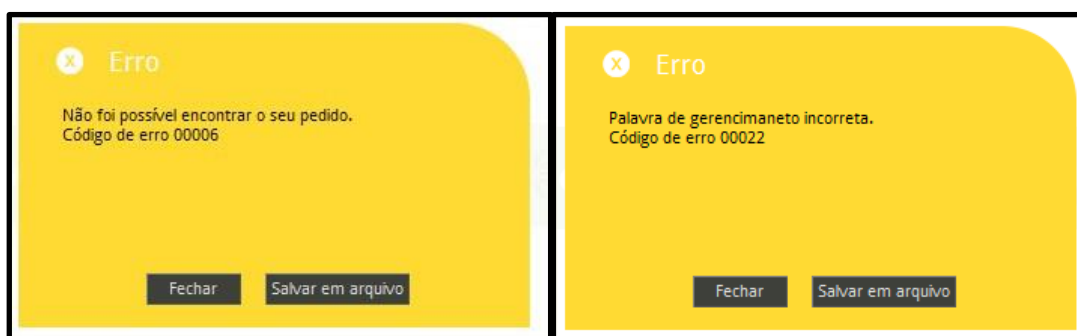 X Erro
Não foi possível encontrar o seu pedido.
Código de erro 00006
Fechar
Salvar em arquivo
X Erro
Palavra de gerencimaneto incorreta.
Código de erro 00022
Fechar
Salvar em arquivo